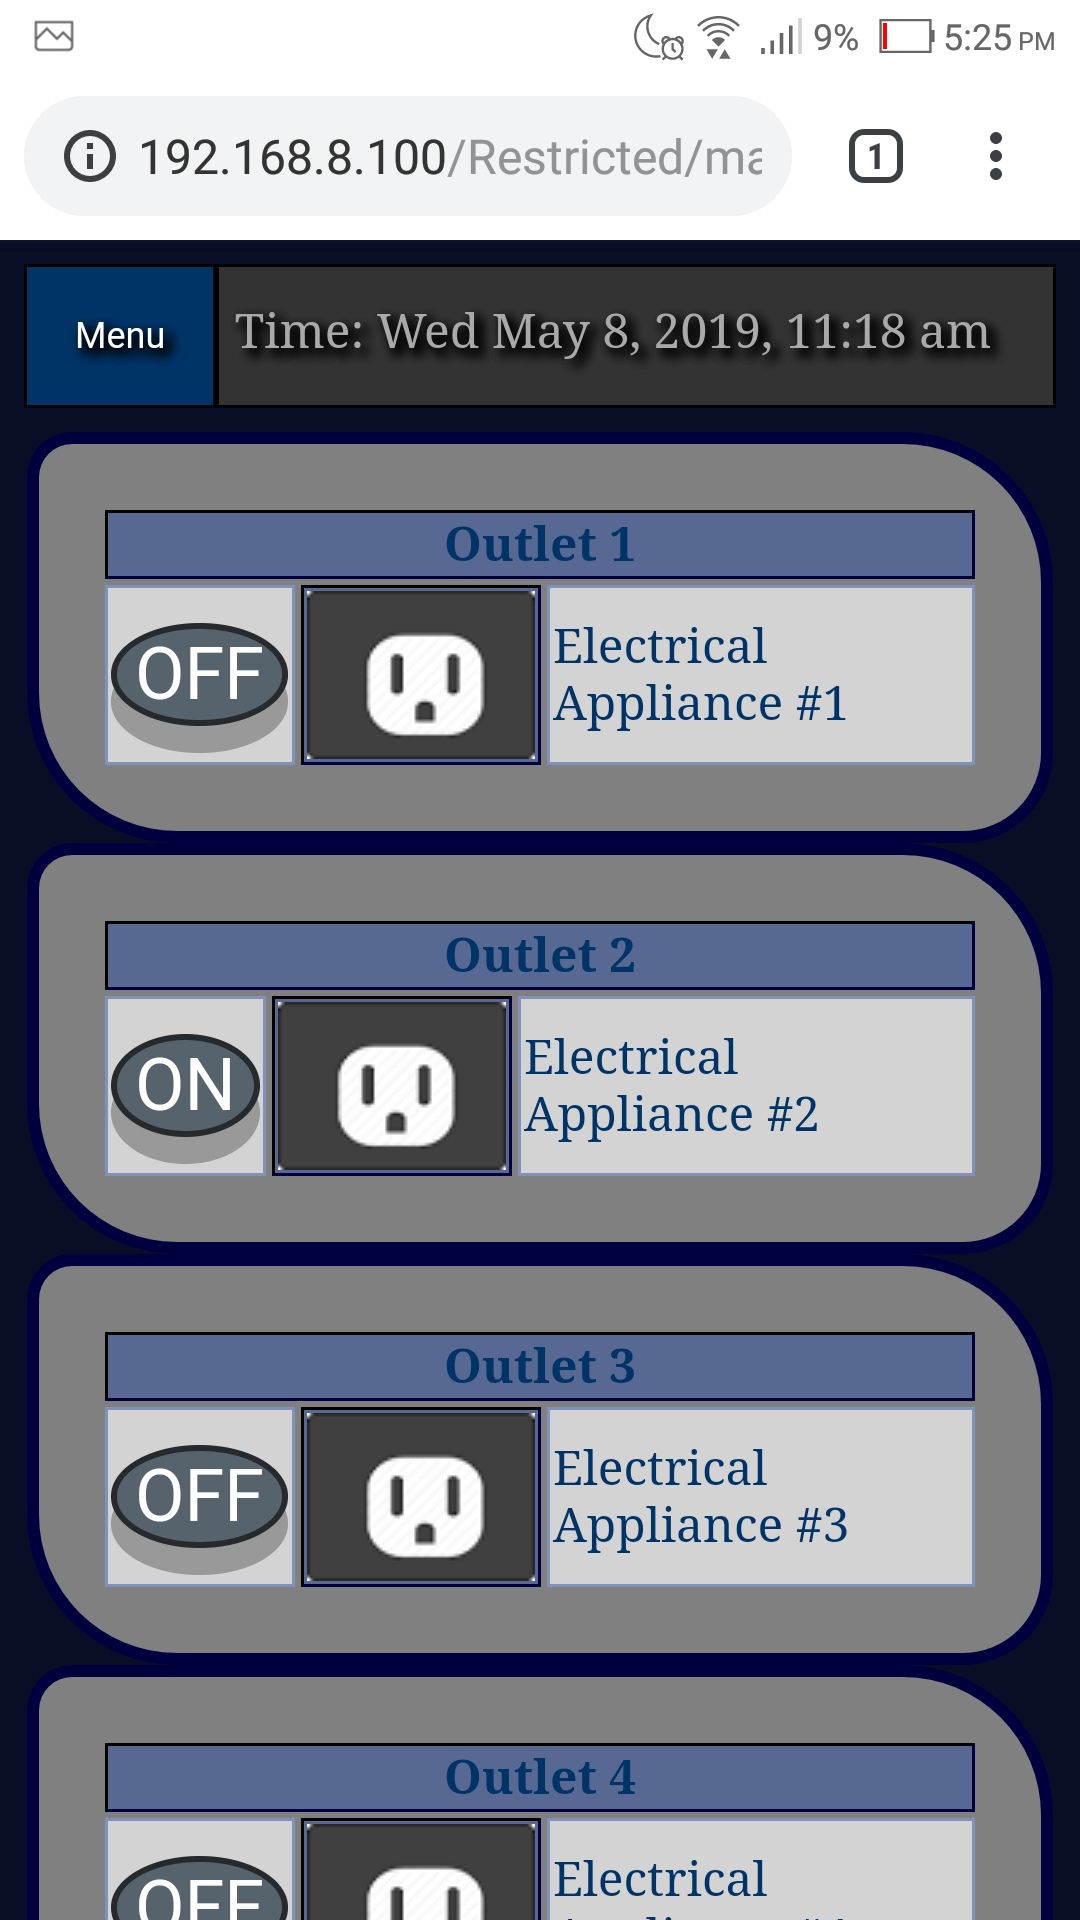 9% 5:25 PM
192.168.8.100/Restricted/ma
1
Menu
Time: Wed May 8, 2019, 11:18 am
Outlet 1
OFF
Electrical
Appliance #1
Outlet 2
ON
Electrical
Appliance #2
Outlet 3
OFF
Electrical
Appliance #3
Outlet 4
OFF
Electrical